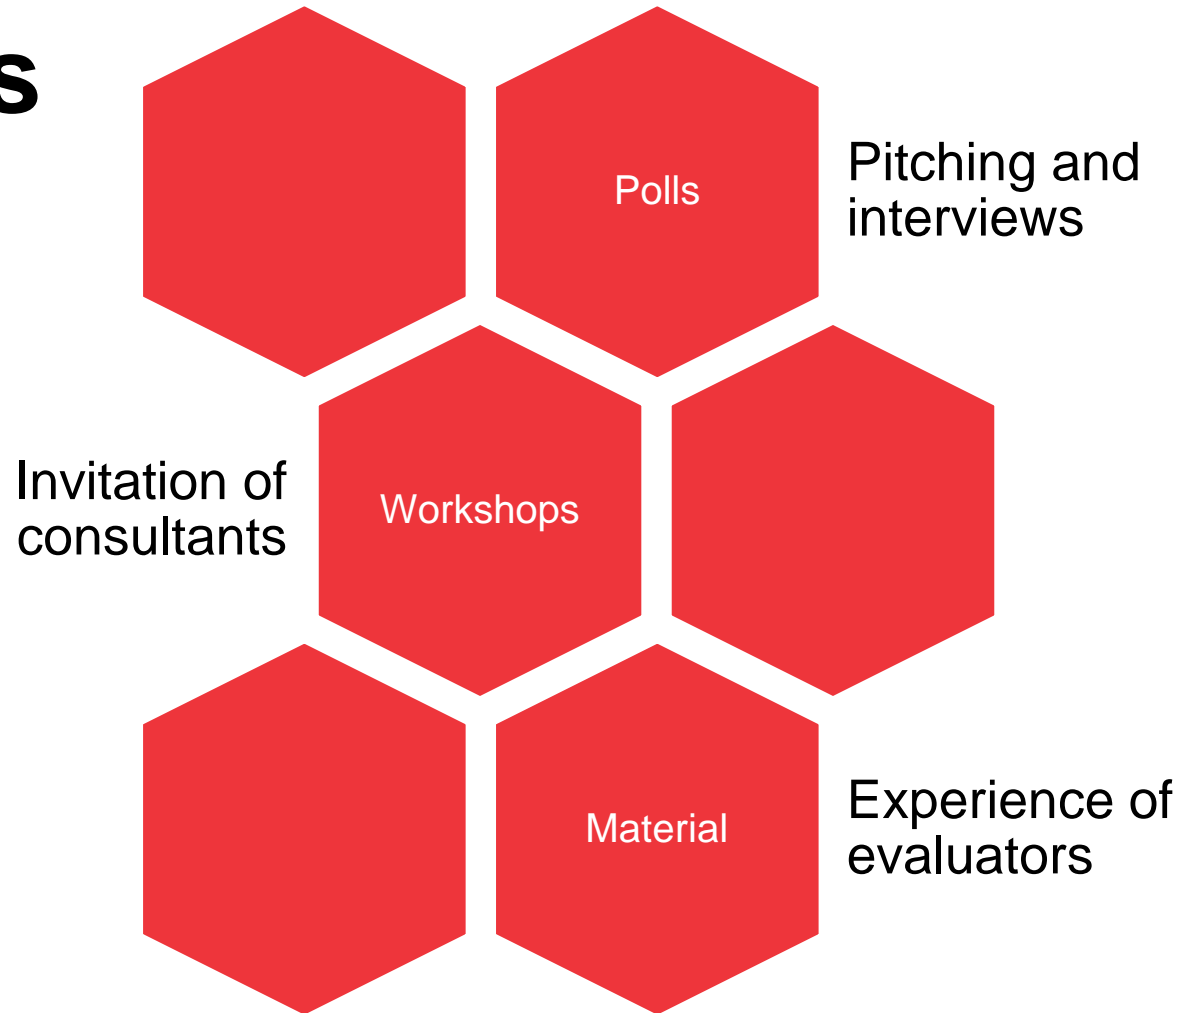 s
Polls
Pitching and
interviews
Invitation of
consultants
Workshops
Material
Experience of
evaluators